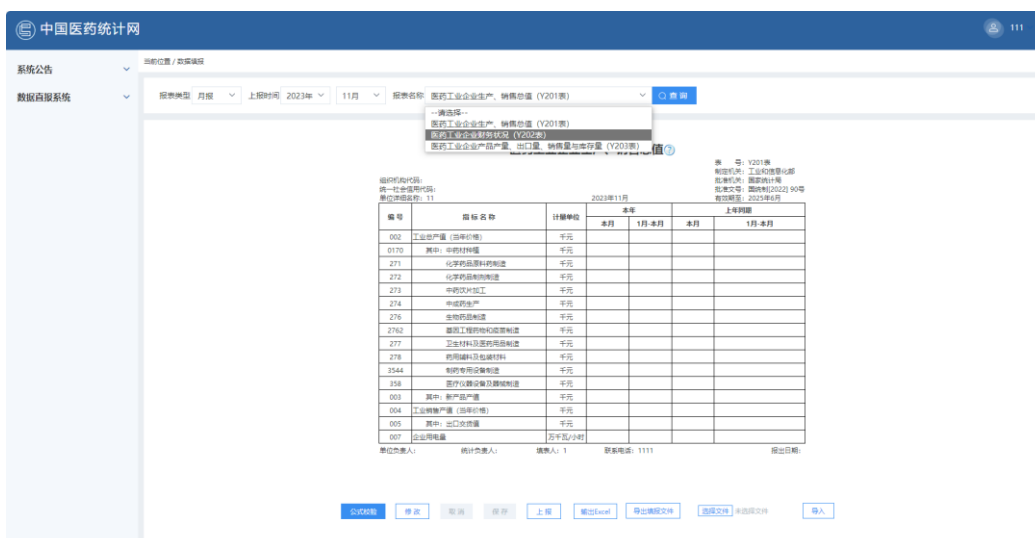 中国医药统计网
111
系统公告
数据直报系统
当前位置 / 数据填报
报表类型 月报 上报时间 2023年 11月 报表名称 医药工业企业生产、销售总值（Y201表） 查 询
--请选择--
医药工业企业生产、销售总值（Y201表）
医药工业企业财务状况（Y202表）
医药工业企业产品产量、出口量、销售量与库存量（Y203表）
表 号：Y201表
制定机关：工业和信息化部
批准机关：国家统计局
批准文号：国统制[2022] 90号
有效期至：2025年6月
组织机构代码：
统一社会信用代码：
单位详细名称：11
2023年11月
编 号 指 标 名 称 计量单位 本年 上年同期
本月 1月-本月 本月 1月-本月
002 工业总产值（当年价格） 千元
0170 其中：中药材种植 千元
271 化学药品原料药制造 千元
272 化学药品制剂制造 千元
273 中药饮片加工 千元
274 中成药生产 千元
276 生物药品制造 千元
2762 基因工程药物和疫苗制造 千元
277 卫生材料及医药用品制造 千元
278 药用辅料及包装材料 千元
3544 制药专用设备制造 千元
358 医疗仪器设备及器械制造 千元
003 其中：新产品产值 千元
004 工业销售产值（当年价格） 千元
005 其中：出口交货值 千元
007 企业用电量 万千瓦/小时
单位负责人： 统计负责人： 填表人：1 联系电话：1111 报出日期：
公式校验 修 改 取 消 保 存 上 报 输出Excel 导出填报文件 选择文件 未选择文件 导入